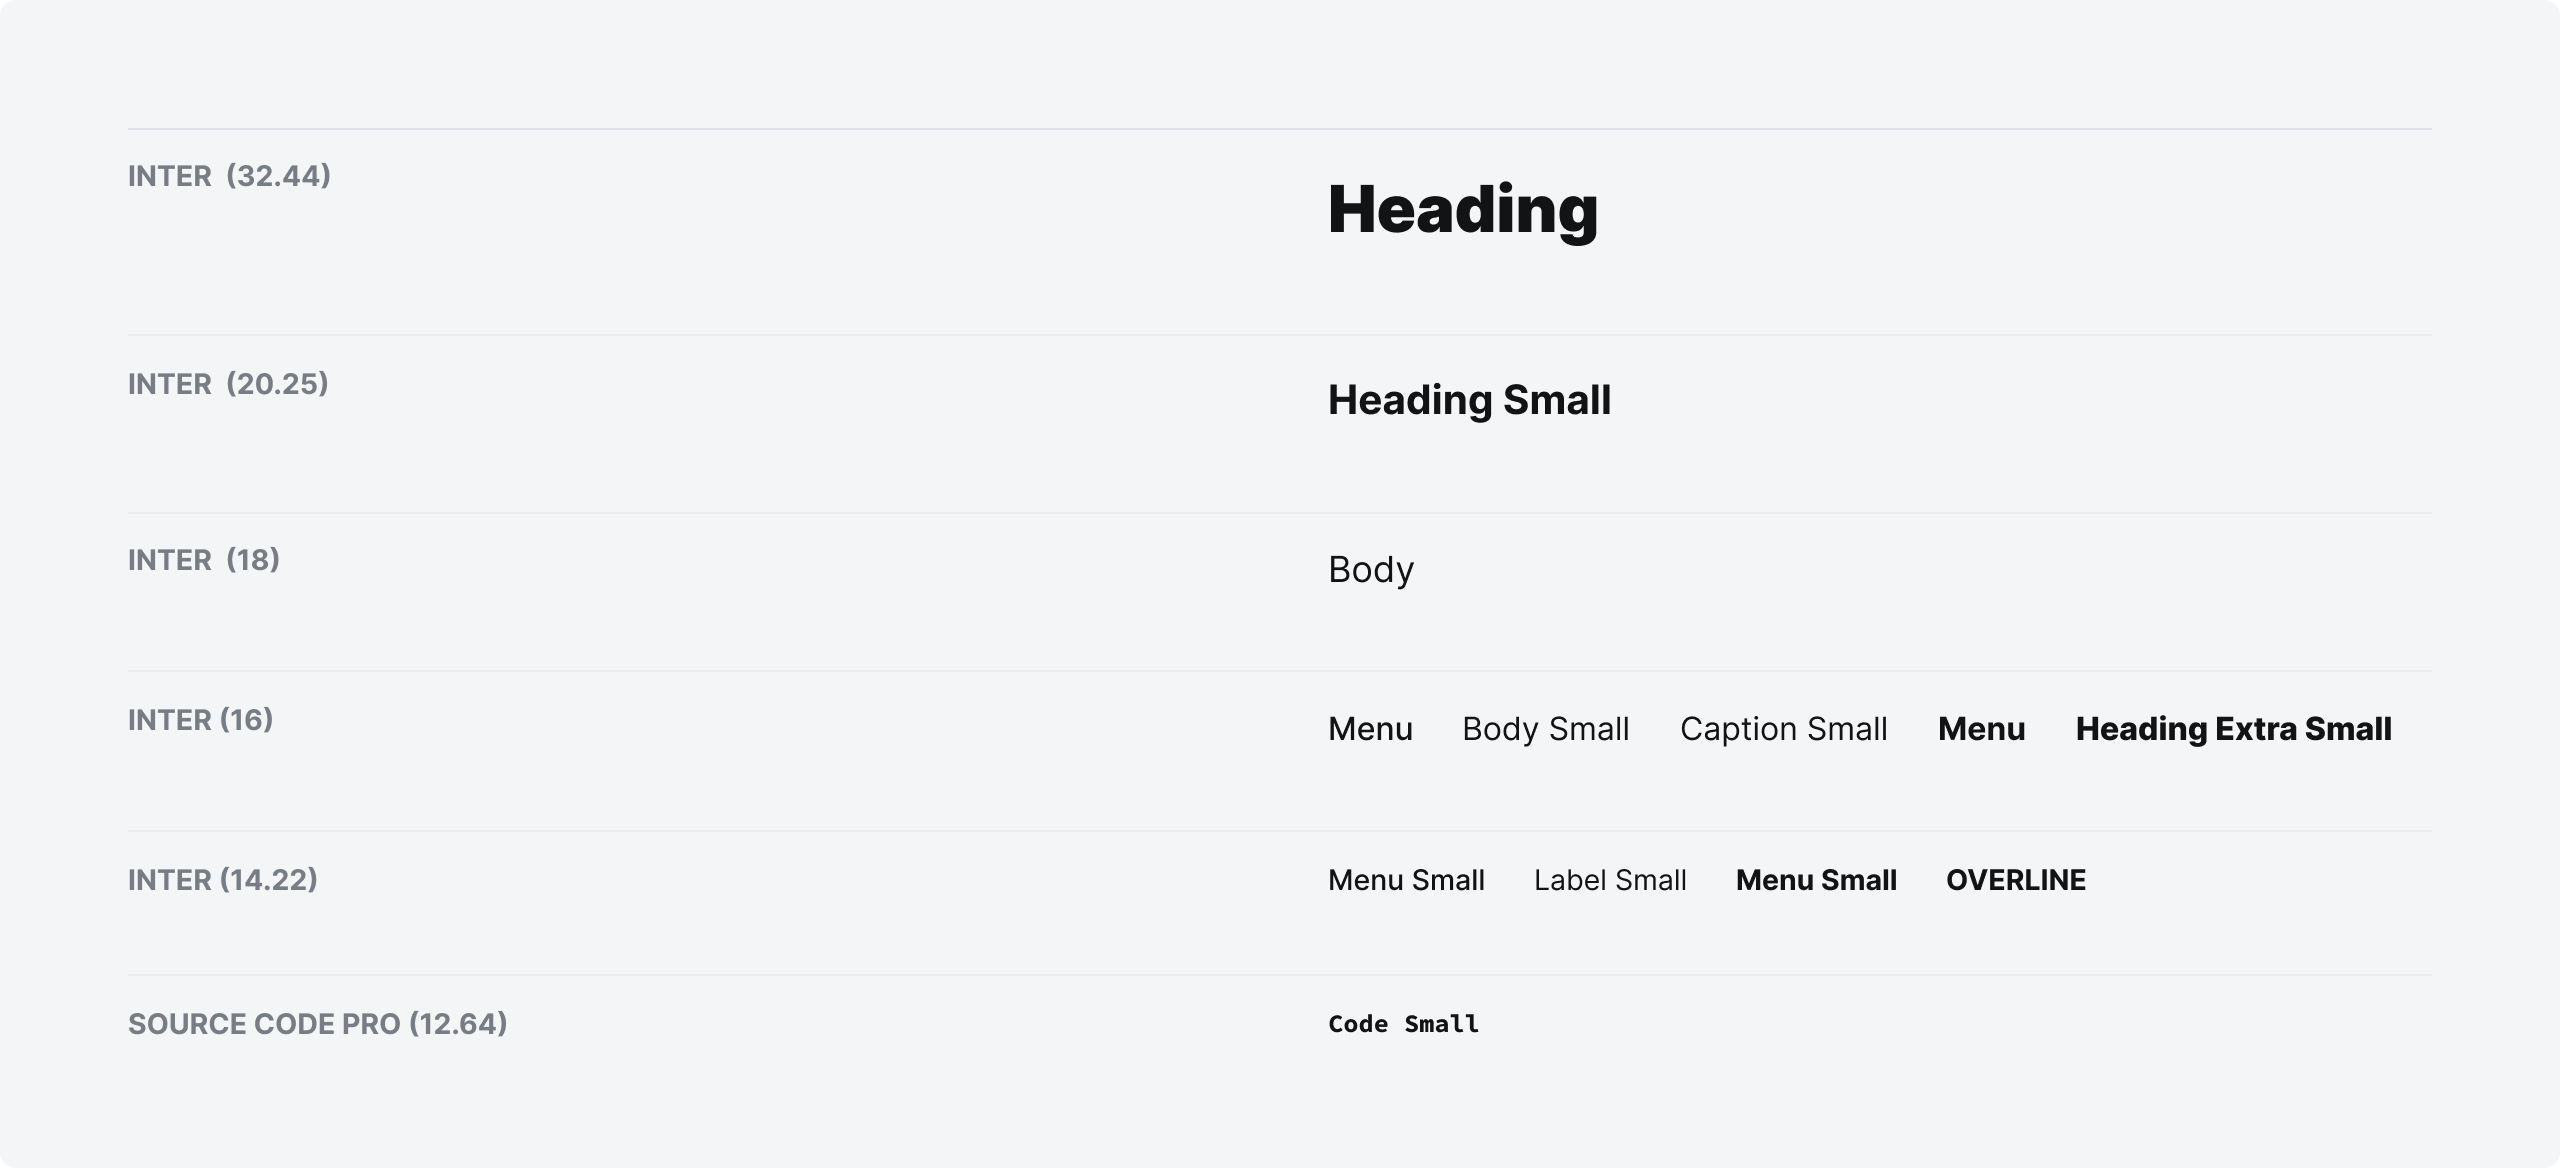 INTER (32.44) Heading
INTER (20.25) Heading Small
INTER (18) Body
INTER (16) Menu Body Small Caption Small Menu Heading Extra Small
INTER (14.22) Menu Small Label Small Menu Small OVERLINE
SOURCE CODE PRO (12.64) Code Small